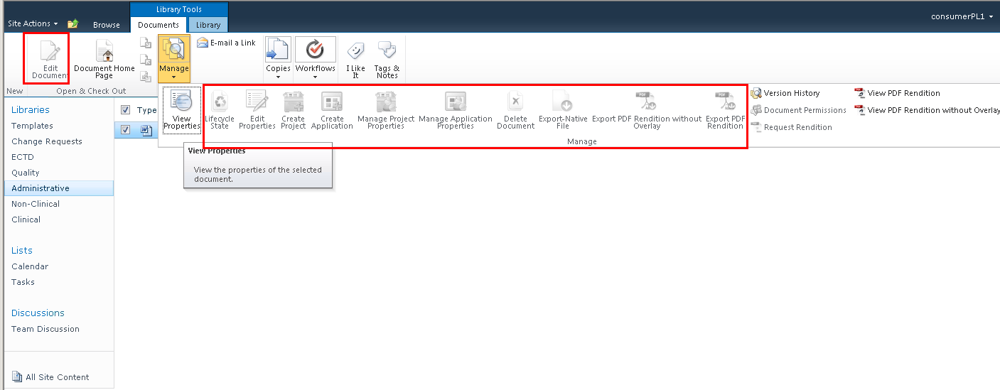 Library Tools
Site Actions
Browse
Documents
Library
consumerPL1
Edit
Document
Document Home
Page
Manage
E-mail a Link
Copies
Workflows
I Like
It
Tags &
Notes
New
Open & Check Out
View
Properties
Lifecycle
State
Edit
Properties
Create
Project
Create
Application
Manage Project
Properties
Manage Application
Properties
Delete
Document
Export-Native
File
Export PDF Rendition without
Overlay
Export PDF
Rendition
Version History
Document Permissions
Request Rendition
View PDF Rendition
View PDF Rendition without Overlay
Manage
View Properties
View the properties of the selected
document.
Type
Libraries
Templates
Change Requests
ECTD
Quality
Administrative
Non-Clinical
Clinical
Lists
Calendar
Tasks
Discussions
Team Discussion
All Site Content